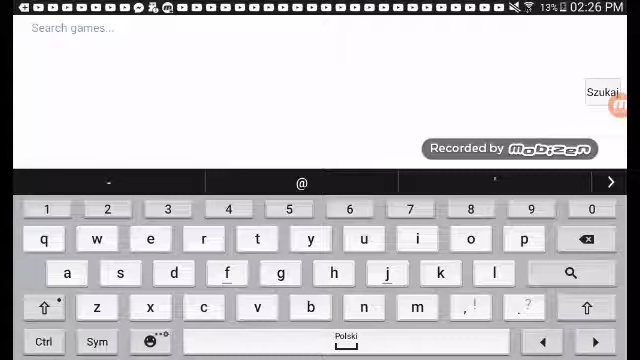 13% 02:26 PM
Search games...
Szukaj
Recorded by mobizen
- @ '
1 2 3 4 5 6 7 8 9 0
q w e r t y u i o p
a s d f g h j k l
z x c v b n m , ! . ?
Ctrl Sym Polski